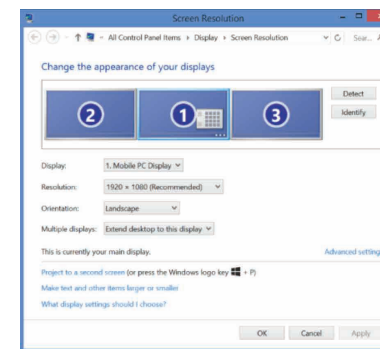 Screen Resolution
All Control Panel Items Display Screen Resolution Sear...
Change the appearance of your displays
Detect
2 1 3
Identify
Display: 1. Mobile PC Display
Resolution: 1920 × 1080 (Recommended)
Orientation: Landscape
Multiple displays: Extend desktop to this display
This is currently your main display. Advanced setting
Project to a second screen (or press the Windows logo key + P)
Make text and other items larger or smaller
What display settings should I choose?
OK Cancel Apply